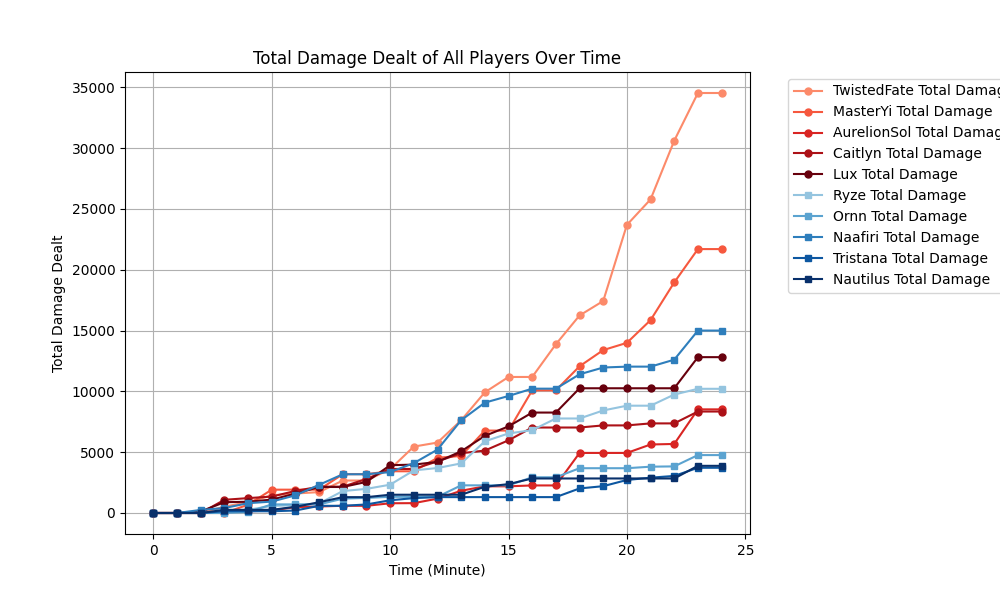 Total Damage Dealt of All Players Over Time
Total Damage Dealt
35000
30000
25000
20000
15000
10000
5000
0
0 5 10 15 20 25
Time (Minute)
TwistedFate Total Damag
MasterYi Total Damage
AurelionSol Total Damag
Caitlyn Total Damage
Lux Total Damage
Ryze Total Damage
Ornn Total Damage
Naafiri Total Damage
Tristana Total Damage
Nautilus Total Damage